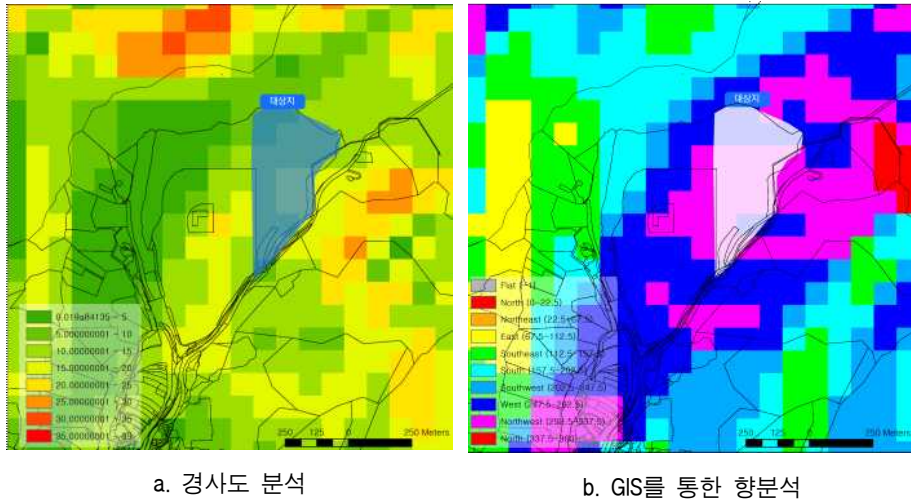 대상지
0.019684135 - 5
5.00000001 - 10
10.00000001 - 15
15.00000001 - 20
20.00000001 - 25
25.00000001 - 30
30.00000001 - 35
35.00000001 -
250 125 0 250 Meters
a. 경사도 분석
대상지
Flat (-1)
North (0-22.5)
Northeast (22.5-67.5)
East (67.5-112.5)
Southeast (112.5-157.5)
South (157.5-202.5)
Southwest (202.5-247.5)
West (247.5-292.5)
Northwest (292.5-337.5)
North (337.5-360)
250 125 0 250 Meters
b. GIS를 통한 향분석